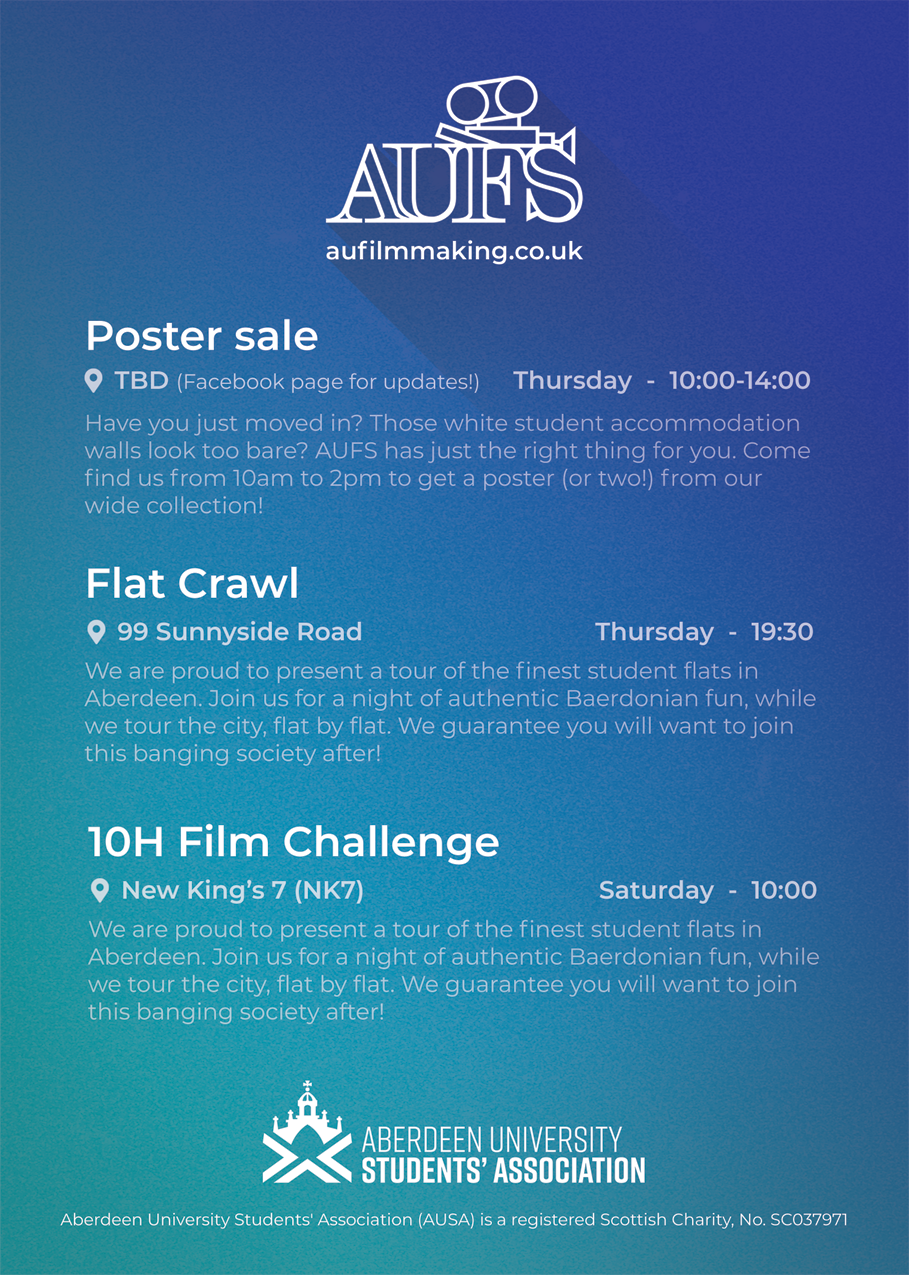 AUFS
aufilmmaking.co.uk
Poster sale
TBD (Facebook page for updates!) Thursday - 10:00-14:00
Have you just moved in? Those white student accommodation
walls look too bare? AUFS has just the right thing for you. Come
find us from 10am to 2pm to get a poster (or two!) from our
wide collection!
Flat Crawl
99 Sunnyside Road Thursday - 19:30
We are proud to present a tour of the finest student flats in
Aberdeen. Join us for a night of authentic Baerdonian fun, while
we tour the city, flat by flat. We guarantee you will want to join
this banging society after!
10H Film Challenge
New King’s 7 (NK7) Saturday - 10:00
We are proud to present a tour of the finest student flats in
Aberdeen. Join us for a night of authentic Baerdonian fun, while
we tour the city, flat by flat. We guarantee you will want to join
this banging society after!
ABERDEEN UNIVERSITY
STUDENTS’ ASSOCIATION
Aberdeen University Students' Association (AUSA) is a registered Scottish Charity, No. SC037971